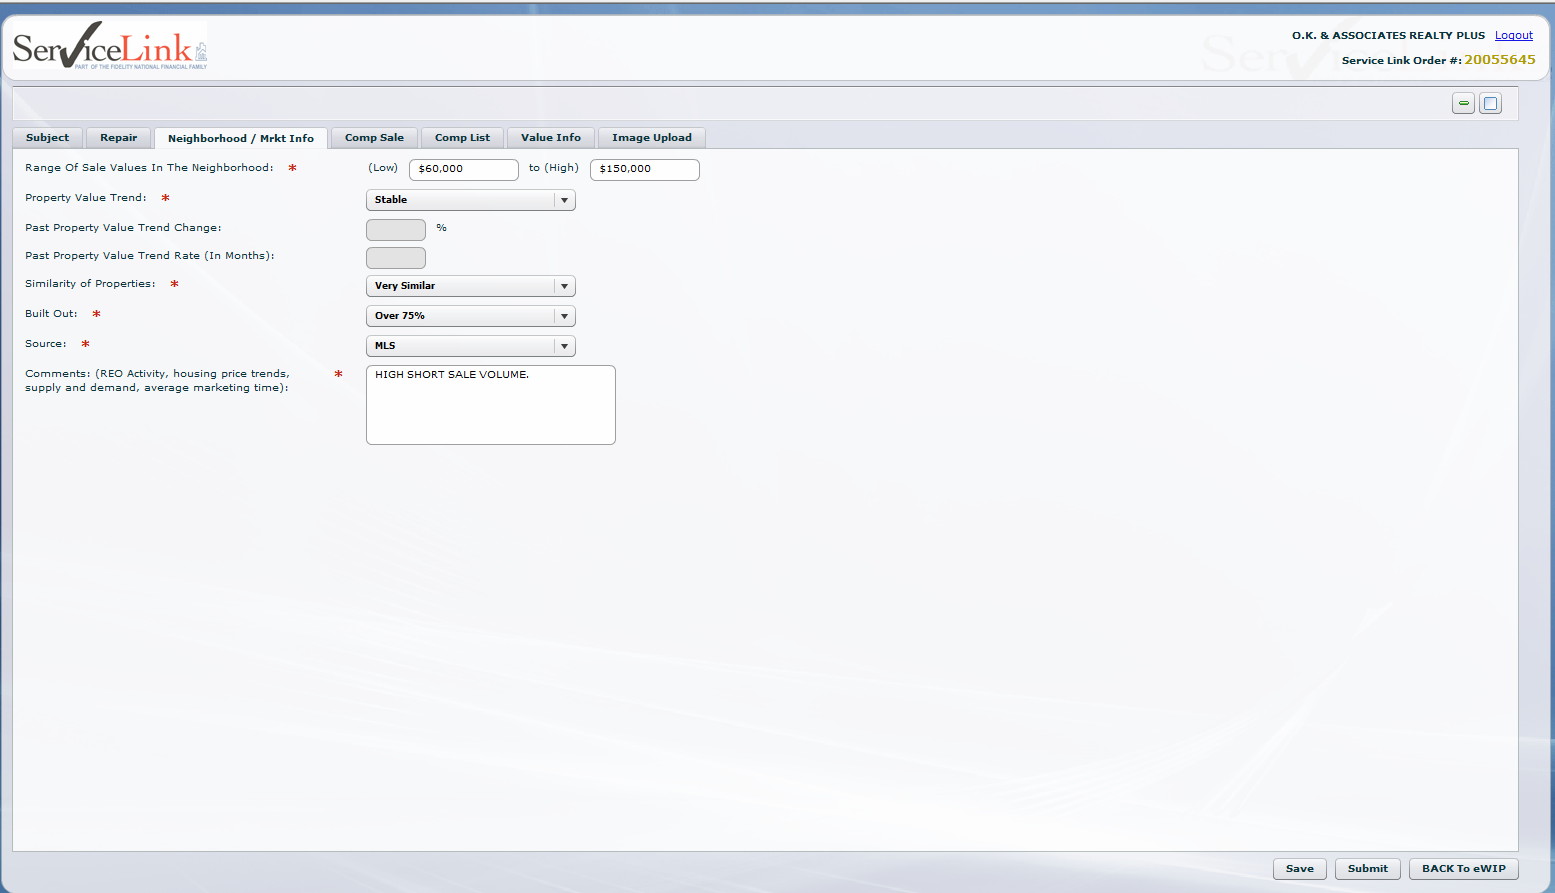 ServiceLink
PART OF THE FIDELITY NATIONAL FINANCIAL FAMILY
O.K. & ASSOCIATES REALTY PLUS Logout
Service Link Order #: 20055645
Subject Repair Neighborhood / Mrkt Info Comp Sale Comp List Value Info Image Upload
Range Of Sale Values In The Neighborhood: * (Low) $60,000 to (High) $150,000
Property Value Trend: * Stable
Past Property Value Trend Change: %
Past Property Value Trend Rate (In Months):
Similarity of Properties: * Very Similar
Built Out: * Over 75%
Source: * MLS
Comments: (REO Activity, housing price trends, * HIGH SHORT SALE VOLUME.
supply and demand, average marketing time):
Save Submit BACK To eWIP